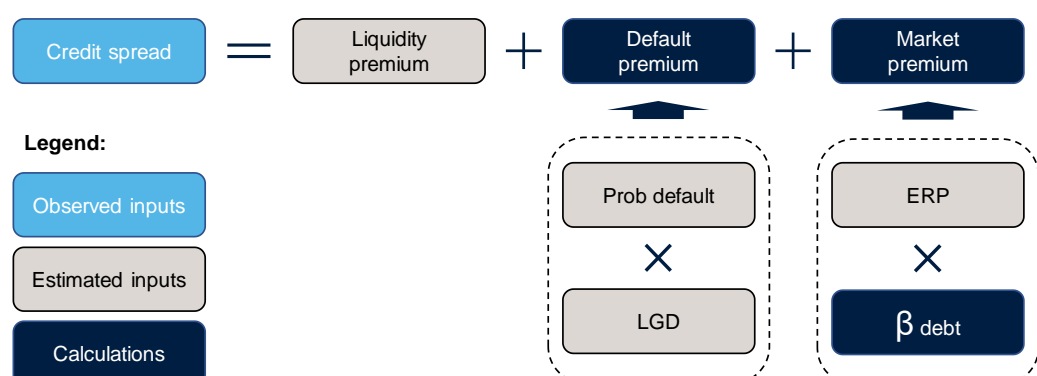 Credit spread
=
Liquidity
premium
+
Default
premium
+
Market
premium
Legend:
Observed inputs
Estimated inputs
Calculations
Prob default
×
LGD
ERP
×
β debt